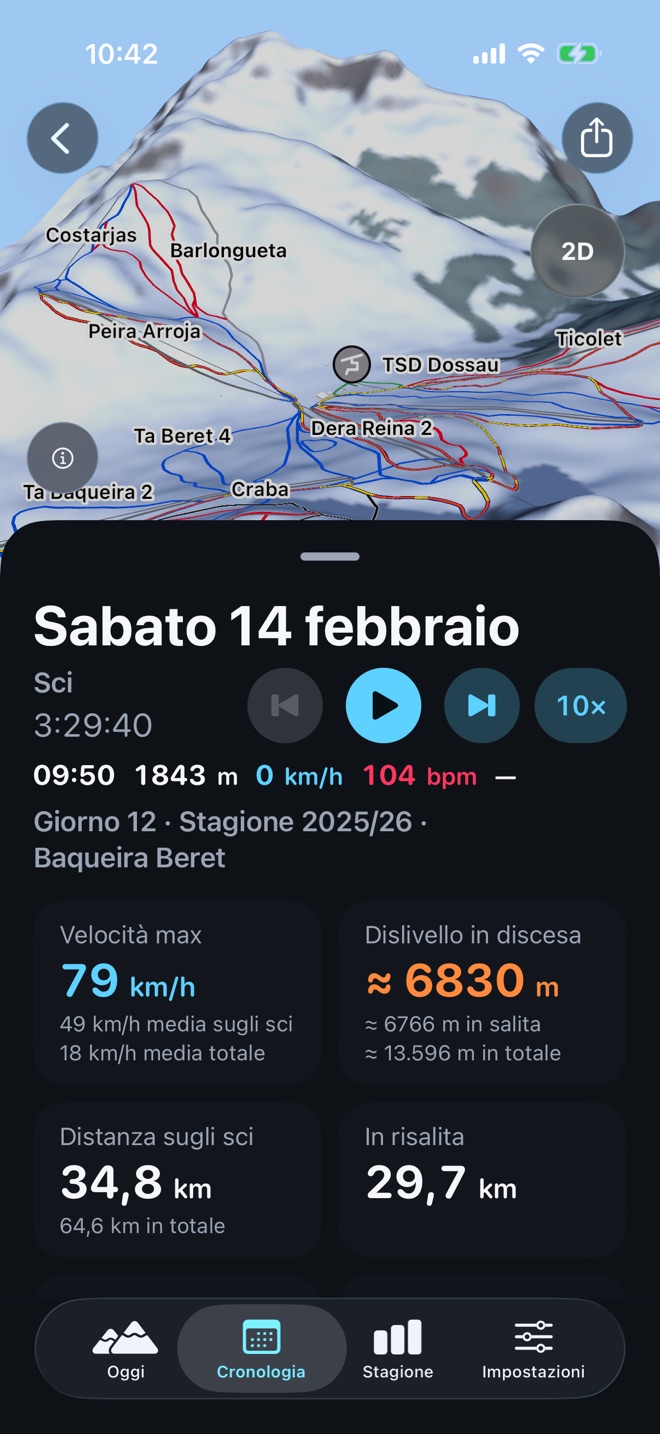 10:42
Costarjas
Barlongueta
2D
Peira Arroja
Ticolet
TSD Dossau
Ta Beret 4
Dera Reina 2
Ta Baqueira 2
Craba
Sabato 14 febbraio
Sci
3:29:40
10×
09:50 1843 m 0 km/h 104 bpm —
Giorno 12 · Stagione 2025/26 ·
Baqueira Beret
Velocità max
79 km/h
49 km/h media sugli sci
18 km/h media totale
Dislivello in discesa
≈ 6830 m
≈ 6766 m in salita
≈ 13.596 m in totale
Distanza sugli sci
34,8 km
64,6 km in totale
In risalita
29,7 km
Oggi
Cronologia
Stagione
Impostazioni